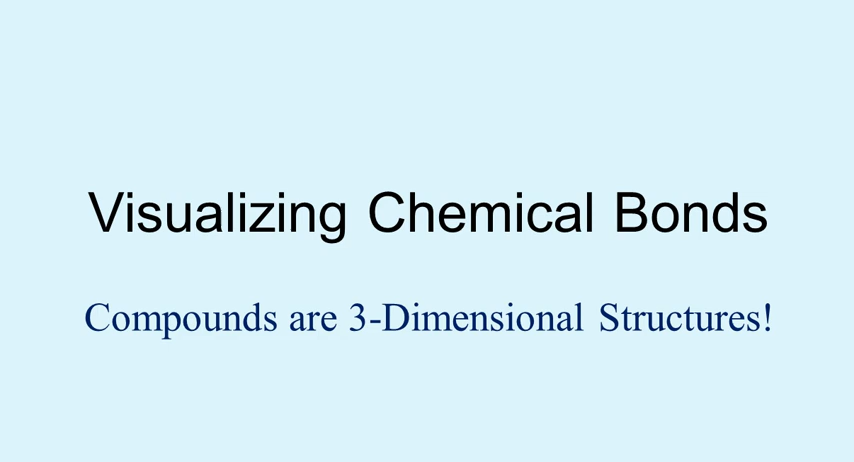 Visualizing Chemical Bonds
Compounds are 3-Dimensional Structures!